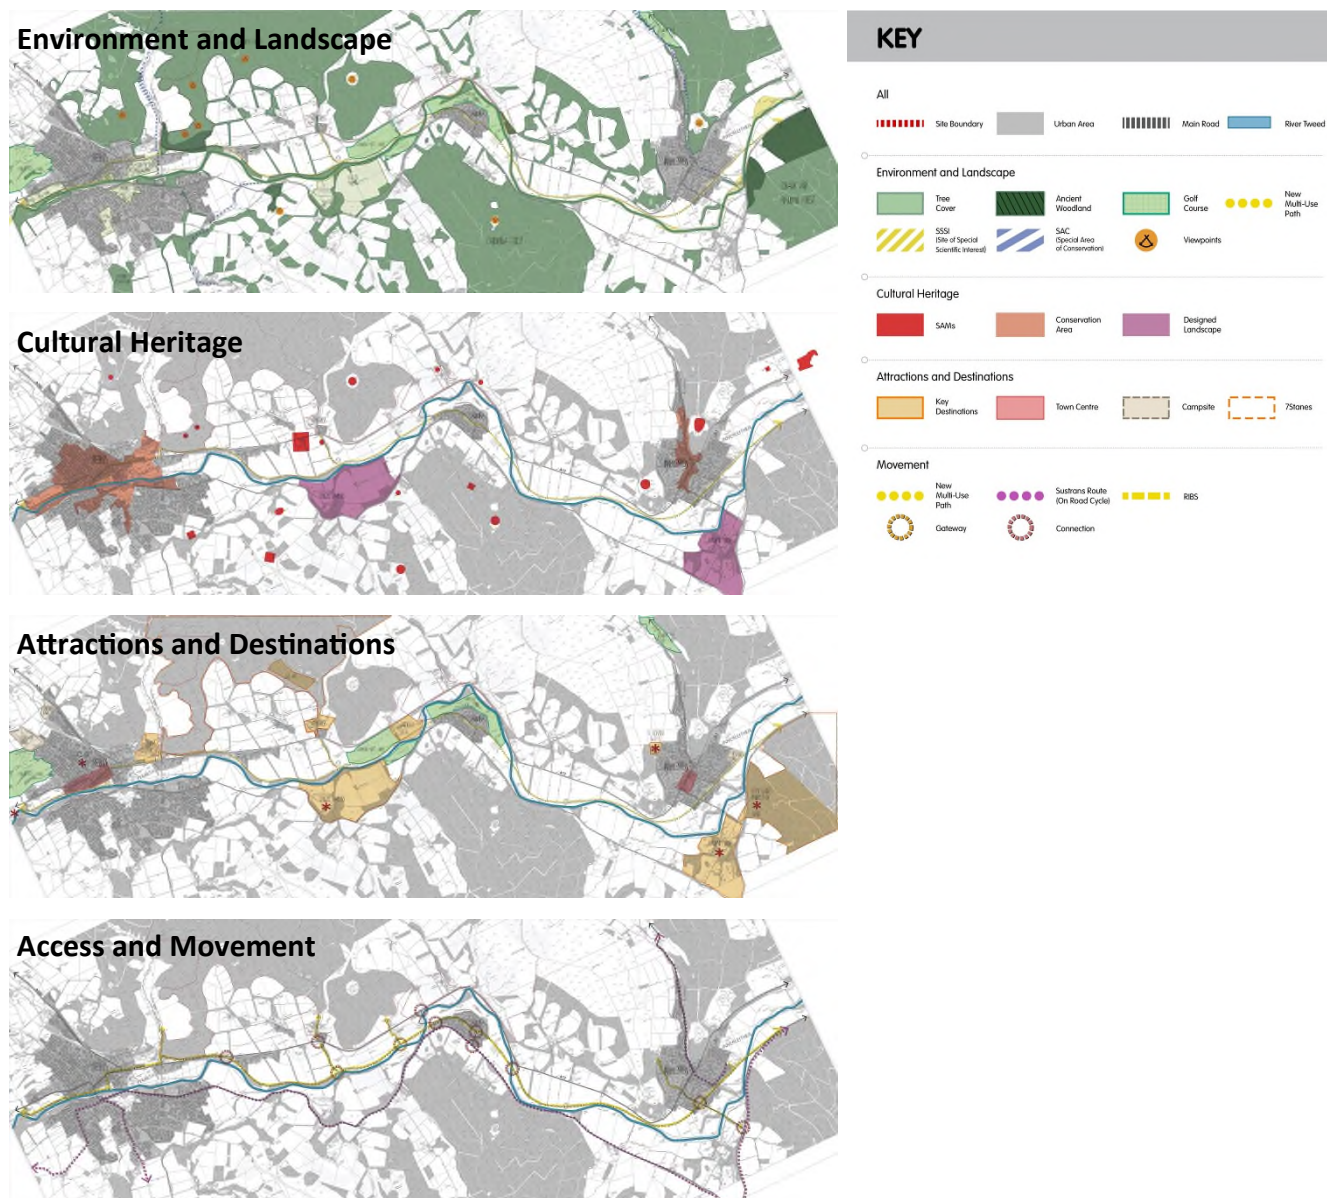 Environment and Landscape
Cultural Heritage
Attractions and Destinations
Access and Movement
KEY
All
Site Boundary
Urban Area
Main Road
River Tweed
Environment and Landscape
Tree
Cover
Ancient
Woodland
Golf
Course
New
Multi-Use
Path
SSSI
(Site of Special
Scientific Interest)
SAC
(Special Area
of Conservation)
Viewpoints
Cultural Heritage
SAMs
Conservation
Area
Designed
Landscape
Attractions and Destinations
Key
Destinations
Town Centre
Campsite
7Stanes
Movement
New
Multi-Use
Path
Sustrans Route
(On Road Cycle)
RIBS
Gateway
Connection